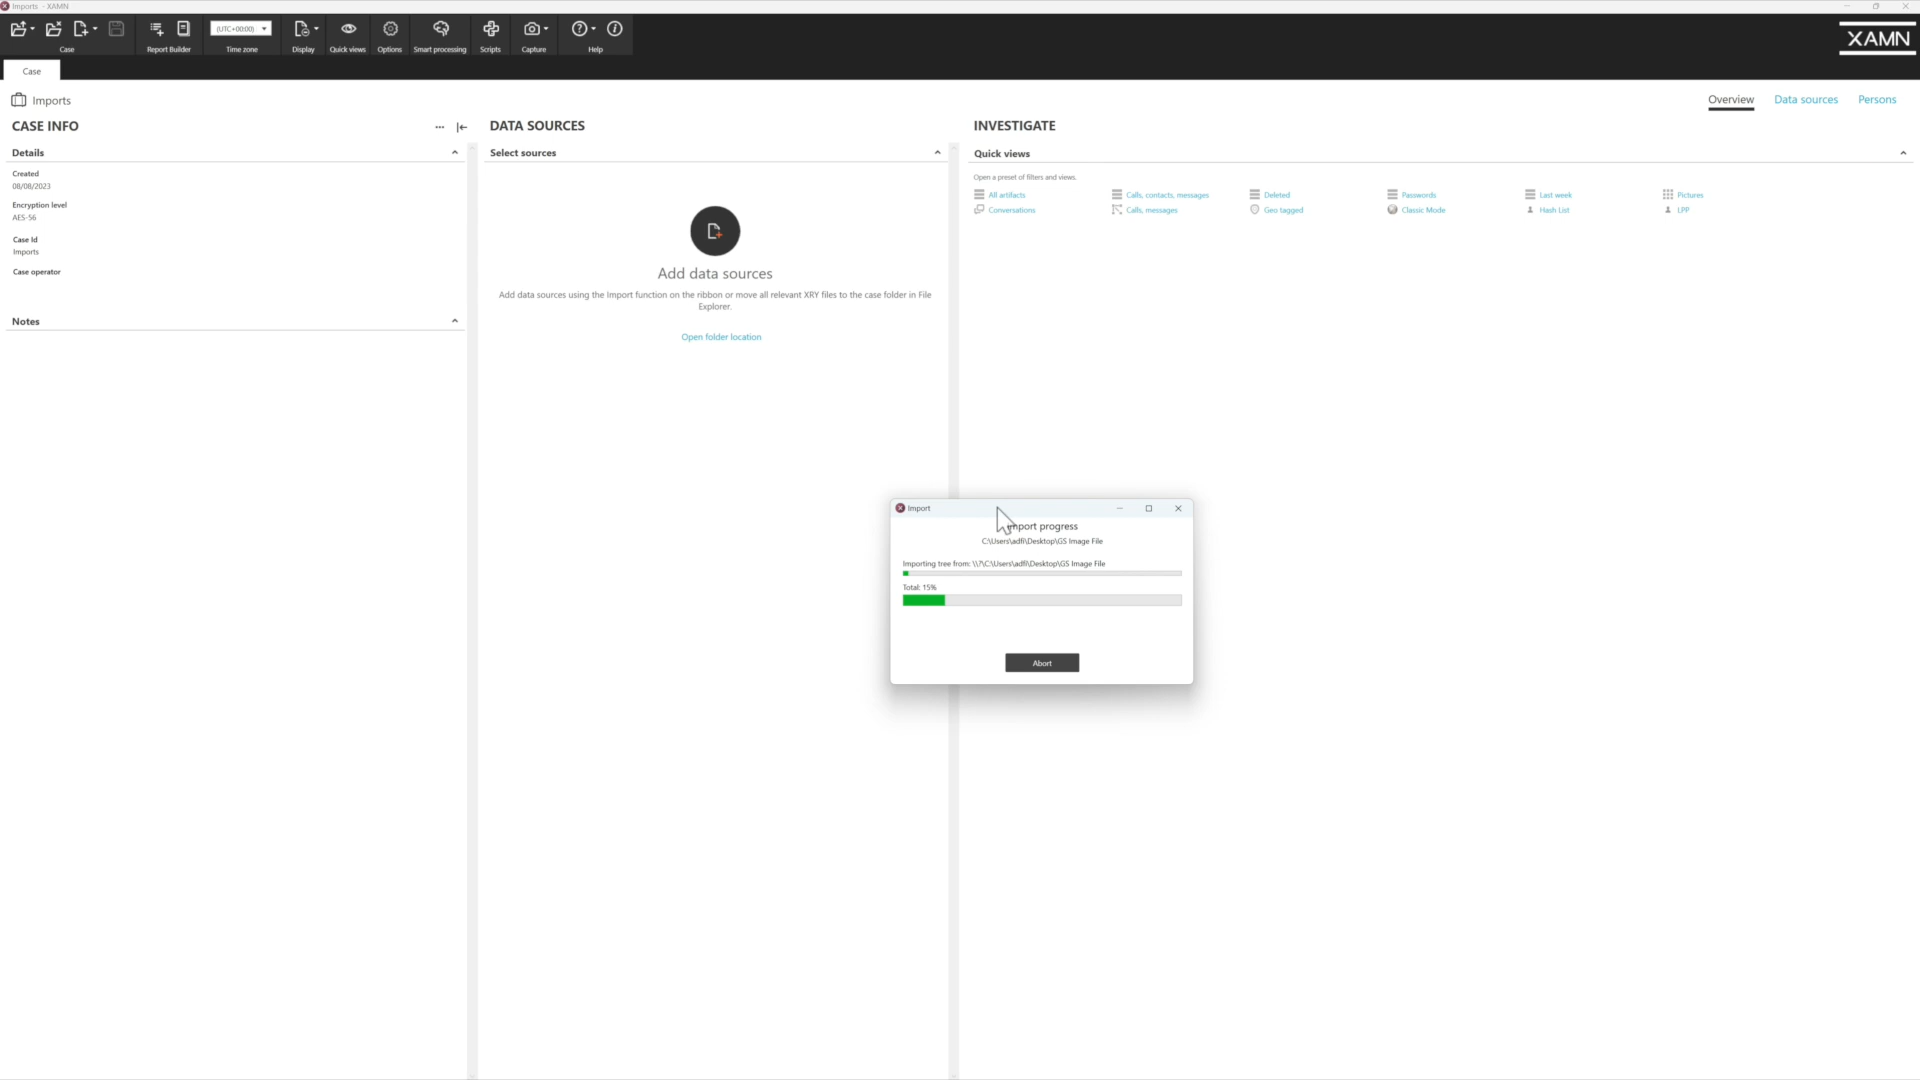 Imports - XAMN
Case
Report Builder
(UTC+00:00)
Time zone
Display
Quick views
Options
Smart processing
Scripts
Capture
Help
XAMN
Case
Imports
Overview
Data sources
Persons
CASE INFO
DATA SOURCES
INVESTIGATE
Details
Created
08/08/2023
Encryption level
AES-56
Case Id
Imports
Case operator
Notes
Select sources
Add data sources
Add data sources using the Import function on the ribbon or move all relevant XRY files to the case folder in File
Explorer.
Open folder location
Quick views
Open a preset of filters and views.
All artifacts
Calls, contacts, messages
Deleted
Passwords
Last week
Pictures
Conversations
Calls, messages
Geo tagged
Classic Mode
Hash List
LPP
Import
Import progress
C:\Users\adfi\Desktop\GS Image File
Importing tree from: \\?\C:\Users\adfi\Desktop\GS Image File
Total: 15%
Abort